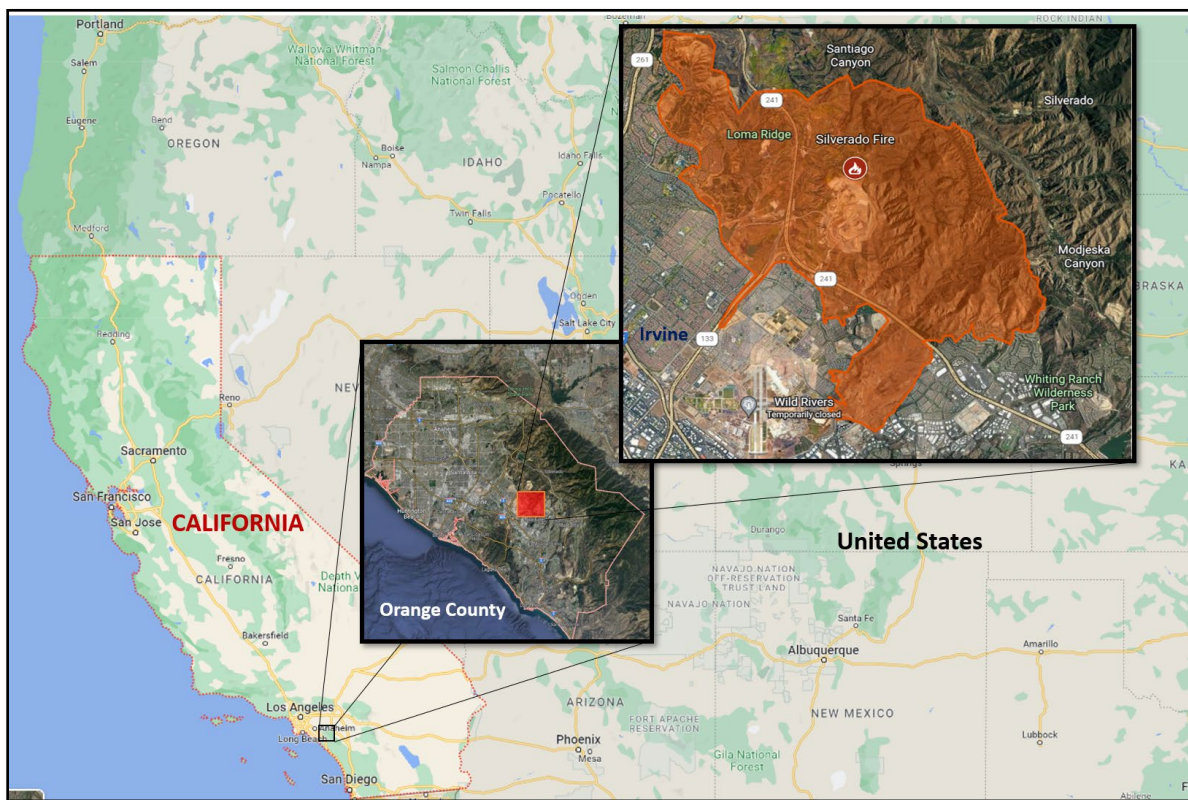 Portland
Salem
Eugene
Bend
OREGON
Medford
Wallowa Whitman
National Forest
Salmon Challis
National Forest
ROCK INDIAN
Boise
Nampa
IDAHO
Idaho Falls
Pocatello
Twin Falls
Ogden
Salt Lake City
Redding
Reno
Sacramento
San Francisco
San Jose
CALIFORNIA
Fresno
CALIFORNIA
Death V
National
Bakersfield
Los Angeles
Long Beach
San Diego
261
Santiago
Canyon
241
Silverado
Loma Ridge
Silverado Fire
Modjeska
Canyon
241
Irvine
133
Wild Rivers
Temporarily closed
Whiting Ranch
Wilderness
Park
241
Orange County
United States
Durango
NAVAJO NATION
OFF-RESERVATION
TRUST LAND
NAVAJO NATION
Santa Fe
Albuquerque
Amarillo
ARIZONA
FORT APACHE
RESERVATION
NEW MEXICO
Phoenix
Mesa
Gila National
Forest
Lubbock
Abilene